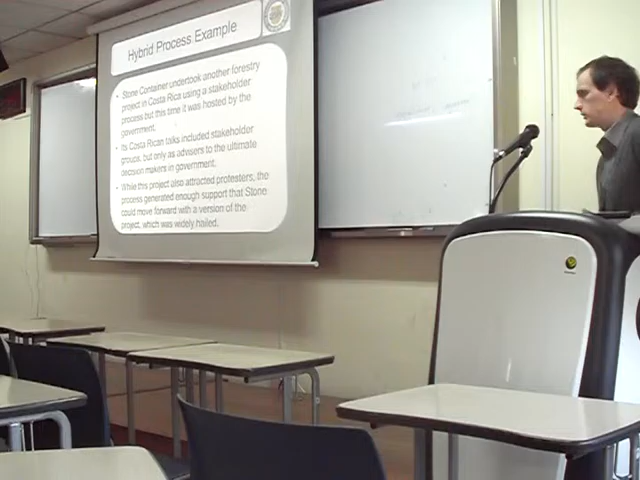 Hybrid Process Example
• Stone Container undertook another forestry
project in Costa Rica using a stakeholder
process but this time it was hosted by the
government.
• Its Costa Rican talks included stakeholder
groups, but only as advisers to the ultimate
decision makers in government.
• While this project also attracted protesters, the
process generated enough support that Stone
could move forward with a version of the
project, which was widely hailed.